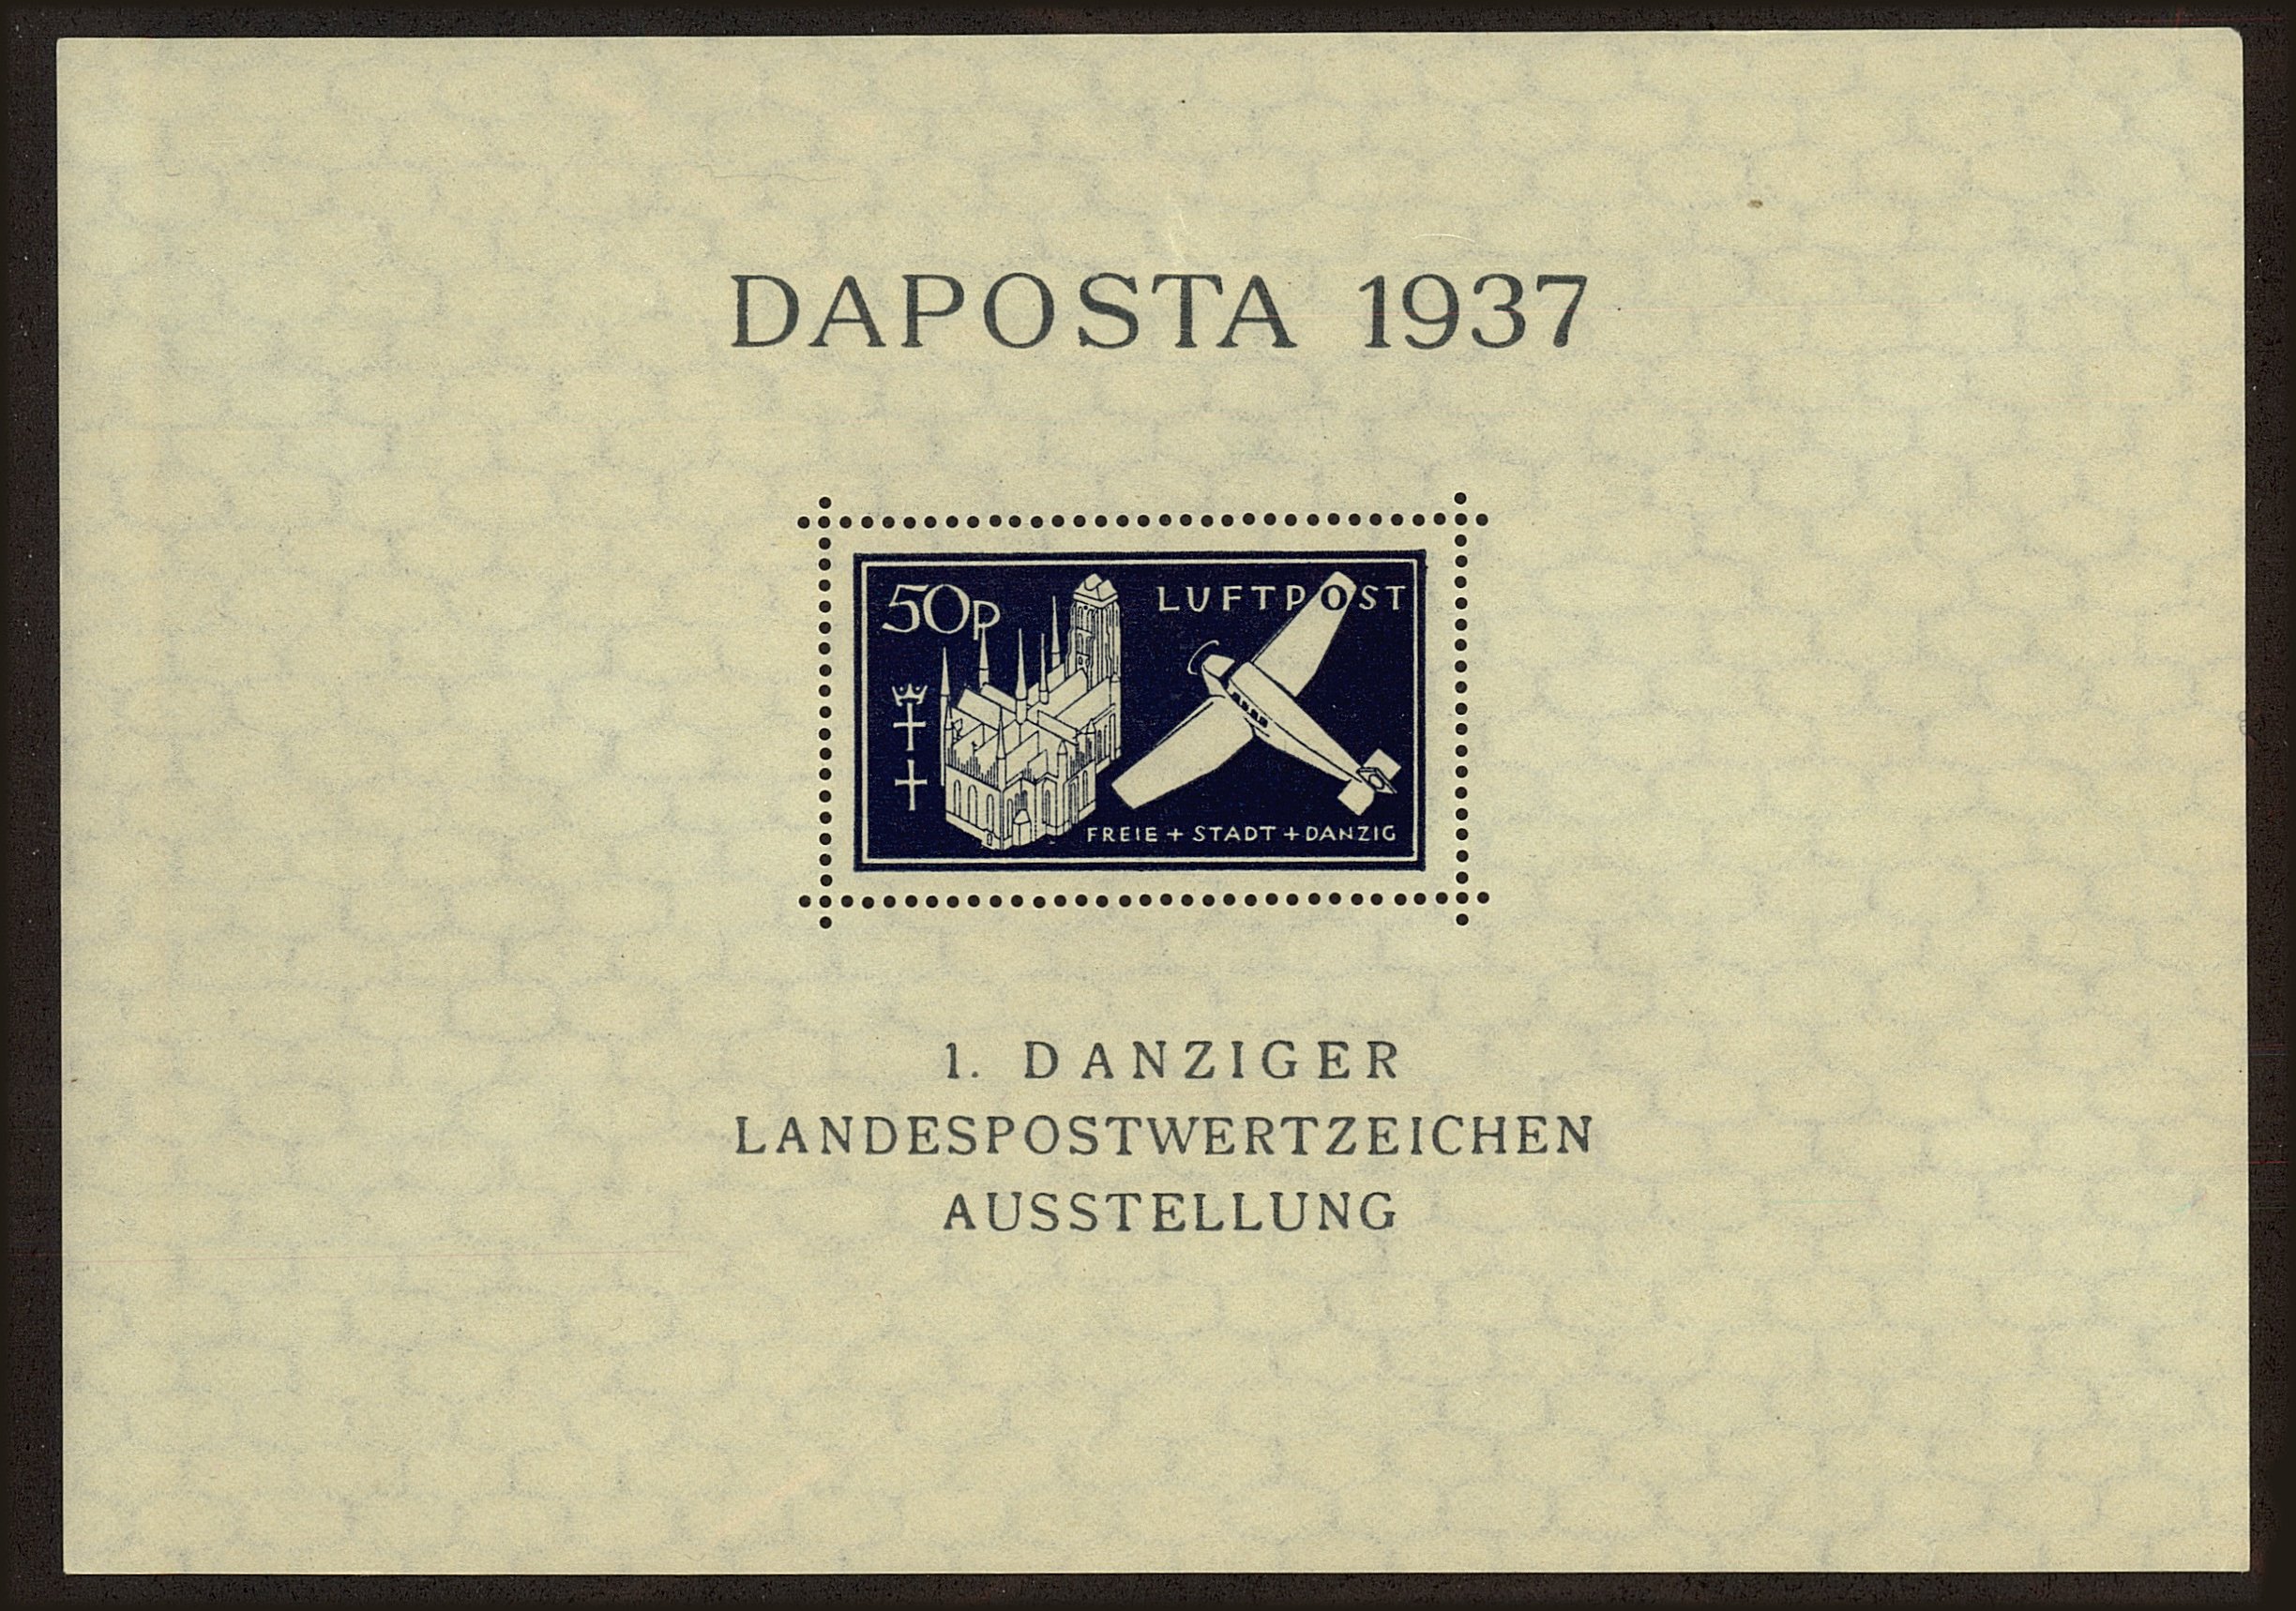 DAPOSTA 1937
50p
LUFTPOST
FREIE + STADT + DANZIG
1. DANZIGER
LANDESPOSTWERTZEICHEN
AUSSTELLUNG